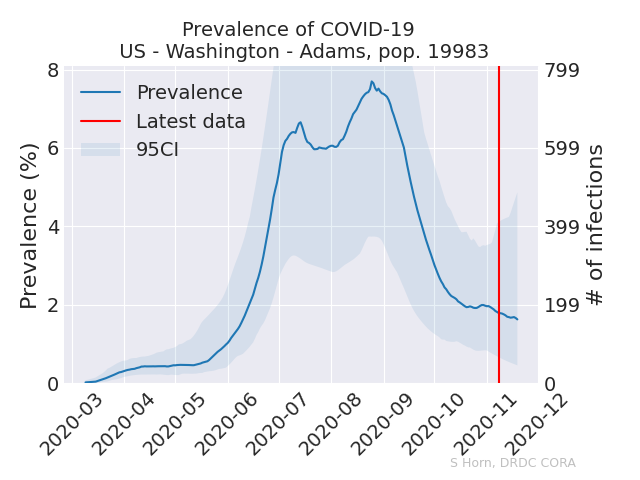 Prevalence of COVID-19
US - Washington - Adams, pop. 19983
Prevalence
Latest data
95CI
Prevalence (%)
8
6
4
2
0
799
599
399
199
0
# of infections
2020-03
2020-04
2020-05
2020-06
2020-07
2020-08
2020-09
2020-10
2020-11
2020-12
S Horn, DRDC CORA